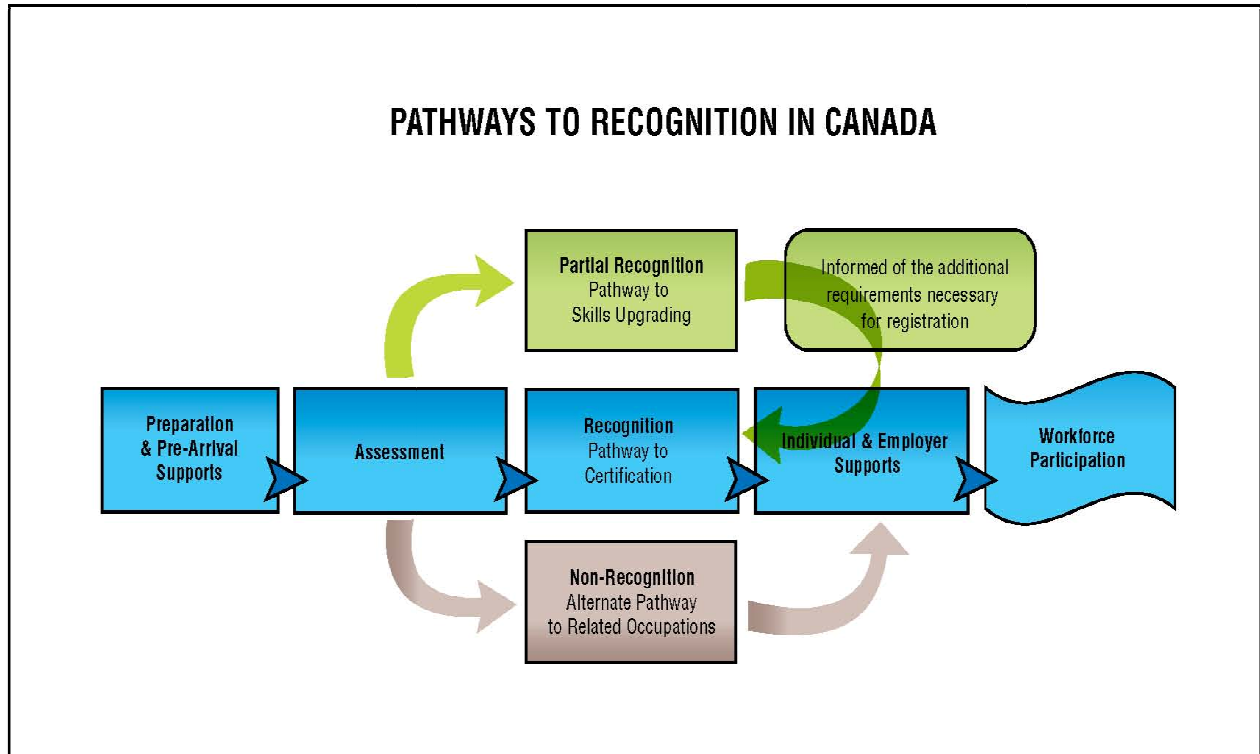 PATHWAYS TO RECOGNITION IN CANADA
Partial Recognition
Pathway to
Skills Upgrading
Informed of the additional
requirements necessary
for registration
Preparation
& Pre-Arrival
Supports
Assessment
Recognition
Pathway to
Certification
Individual & Employer
Supports
Workforce
Participation
Non-Recognition
Alternate Pathway
to Related Occupations